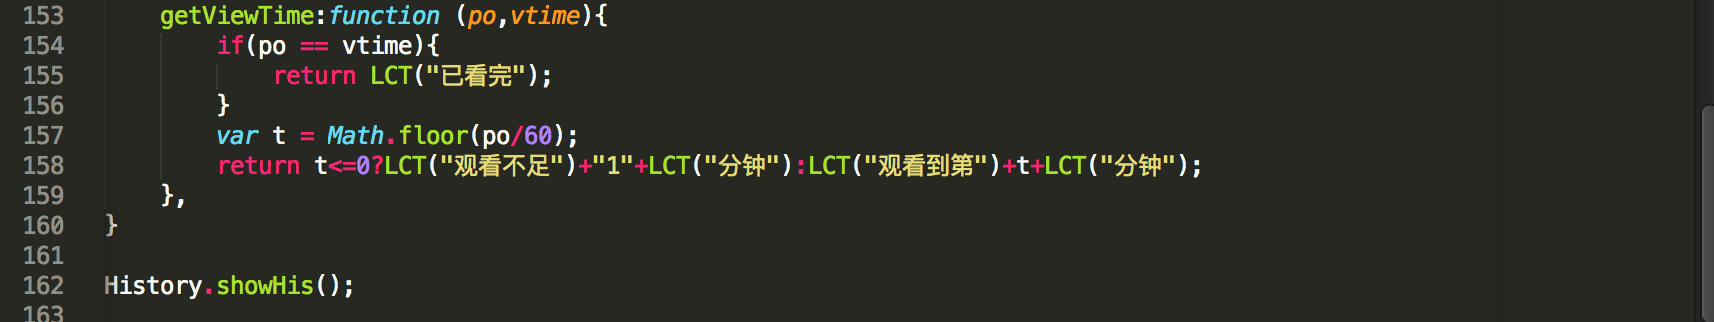 153 getViewTime:function (po,vtime){
154 if(po == vtime){
155 return LCT("已看完");
156 }
157 var t = Math.floor(po/60);
158 return t<=0?LCT("观看不足")+"1"+LCT("分钟"):LCT("观看到第")+t+LCT("分钟");
159 },
160 }
161
162 History.showHis();
163